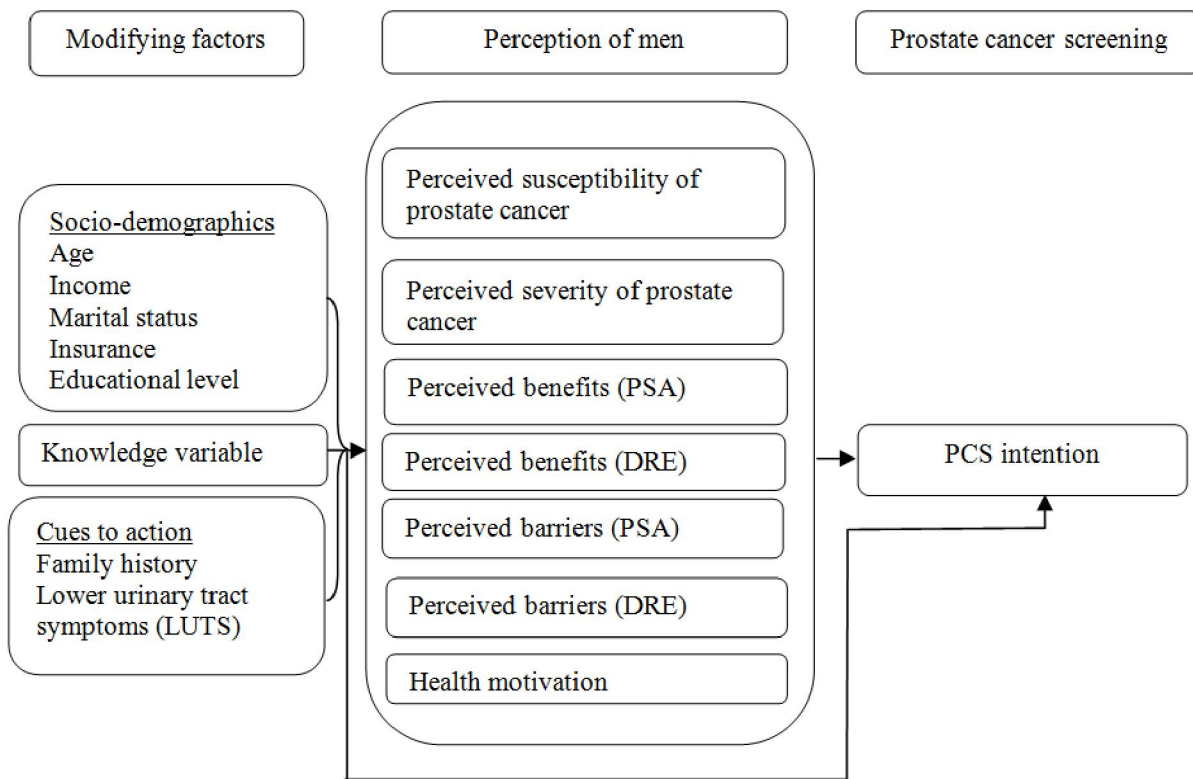 Modifying factors
Perception of men
Prostate cancer screening
Socio-demographics
Age
Income
Marital status
Insurance
Educational level
Knowledge variable
Cues to action
Family history
Lower urinary tract
symptoms (LUTS)
Perceived susceptibility of
prostate cancer
Perceived severity of prostate
cancer
Perceived benefits (PSA)
Perceived benefits (DRE)
Perceived barriers (PSA)
Perceived barriers (DRE)
Health motivation
PCS intention